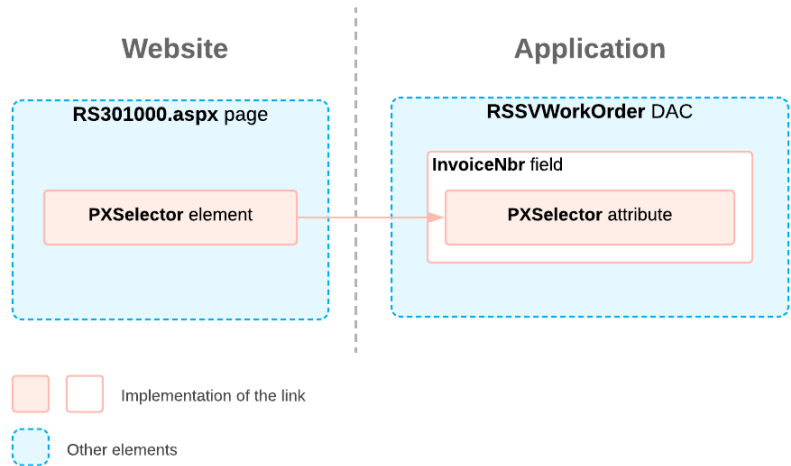 Website
Application
RS301000.aspx page
RSSVWorkOrder DAC
InvoiceNbr field
PXSelector element
PXSelector attribute
Implementation of the link
Other elements